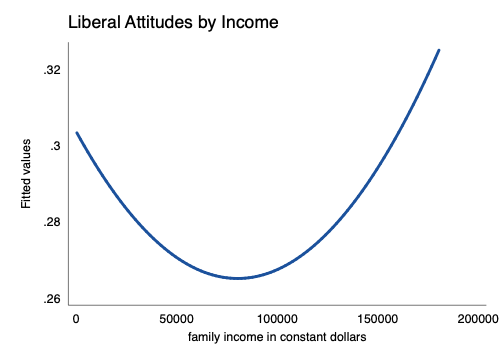 Liberal Attitudes by Income
.32
.3
.28
.26
Fitted values
0 50000 100000 150000 200000
family income in constant dollars